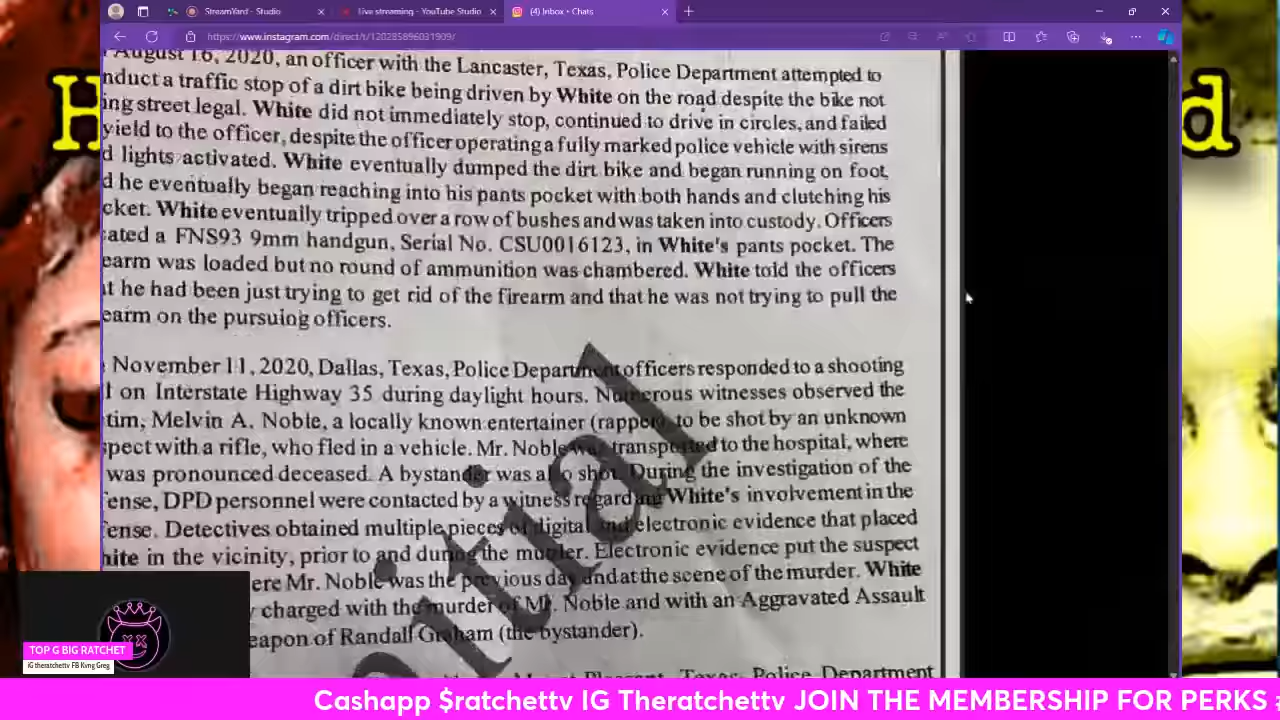 StreamYard - Studio
Live streaming - YouTube Studio
(4) Inbox • Chats
https://www.instagram.com/direct/t/120285896031909/
August 16, 2020, an officer with the Lancaster, Texas, Police Department attempted to
nduct a traffic stop of a dirt bike being driven by White on the road despite the bike not
ing street legal. White did not immediately stop, continued to drive in circles, and failed
yield to the officer, despite the officer operating a fully marked police vehicle with sirens
d lights activated. White eventually dumped the dirt bike and began running on foot,
d he eventually began reaching into his pants pocket with both hands and clutching his
cket. White eventually tripped over a row of bushes and was taken into custody. Officers
ated a FNS93 9mm handgun, Serial No. CSU0016123, in White's pants pocket. The
earm was loaded but no round of ammunition was chambered. White told the officers
t he had been just trying to get rid of the firearm and that he was not trying to pull the
earm on the pursuing officers.
November 11, 2020, Dallas, Texas, Police Department officers responded to a shooting
l on Interstate Highway 35 during daylight hours. Numerous witnesses observed the
tim, Melvin A. Noble, a locally known entertainer (rapper), to be shot by an unknown
spect with a rifle, who fled in a vehicle. Mr. Noble was transported to the hospital, where
was pronounced deceased. A bystander was also shot. During the investigation of the
ense, DPD personnel were contacted by a witness regarding White's involvement in the
ense. Detectives obtained multiple pieces of digital and electronic evidence that placed
hite in the vicinity, prior to and during the murder. Electronic evidence put the suspect
ere Mr. Noble was the previous day and at the scene of the murder. White
charged with the murder of Mr. Noble and with an Aggravated Assault
eapon of Randall Graham (the bystander).
Texas, Police Department
itial
H
d
TOP G BIG RATCHET
iG theratchettv FB Kvng Greg
Cashapp $ratchettv IG Theratchettv JOIN THE MEMBERSHIP FOR PERKS